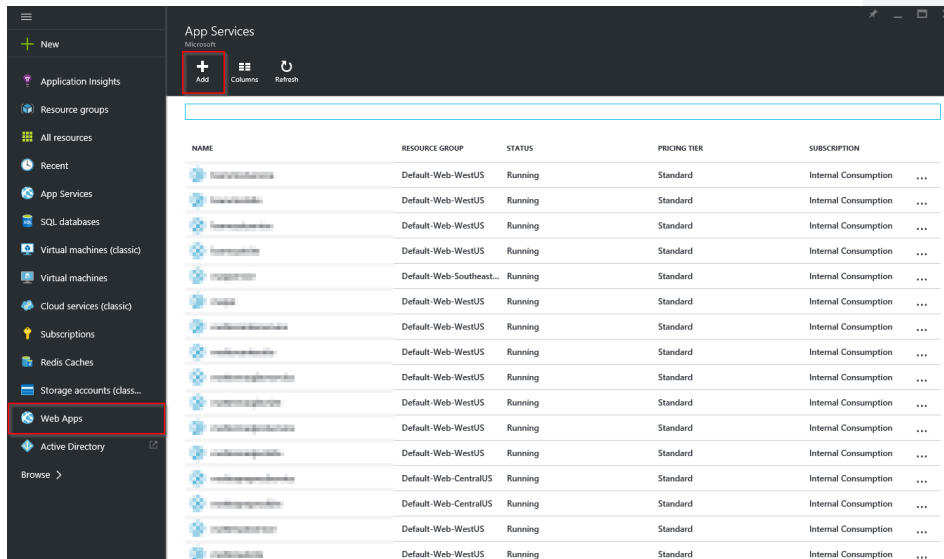 New
Application Insights
Resource groups
All resources
Recent
App Services
SQL databases
Virtual machines (classic)
Virtual machines
Cloud services (classic)
Subscriptions
Redis Caches
Storage accounts (class...
Web Apps
Active Directory
Browse >
App Services
Microsoft
Add Columns Refresh
NAME RESOURCE GROUP STATUS PRICING TIER SUBSCRIPTION
Default-Web-WestUS Running Standard Internal Consumption ...
Default-Web-WestUS Running Standard Internal Consumption ...
Default-Web-WestUS Running Standard Internal Consumption ...
Default-Web-WestUS Running Standard Internal Consumption ...
Default-Web-Southeast... Running Standard Internal Consumption ...
Default-Web-WestUS Running Standard Internal Consumption ...
Default-Web-WestUS Running Standard Internal Consumption ...
Default-Web-WestUS Running Standard Internal Consumption ...
Default-Web-WestUS Running Standard Internal Consumption ...
Default-Web-WestUS Running Standard Internal Consumption ...
Default-Web-WestUS Running Standard Internal Consumption ...
Default-Web-WestUS Running Standard Internal Consumption ...
Default-Web-CentralUS Running Standard Internal Consumption ...
Default-Web-CentralUS Running Standard Internal Consumption ...
Default-Web-WestUS Running Standard Internal Consumption ...
Default-Web-WestUS Running Standard Internal Consumption ...